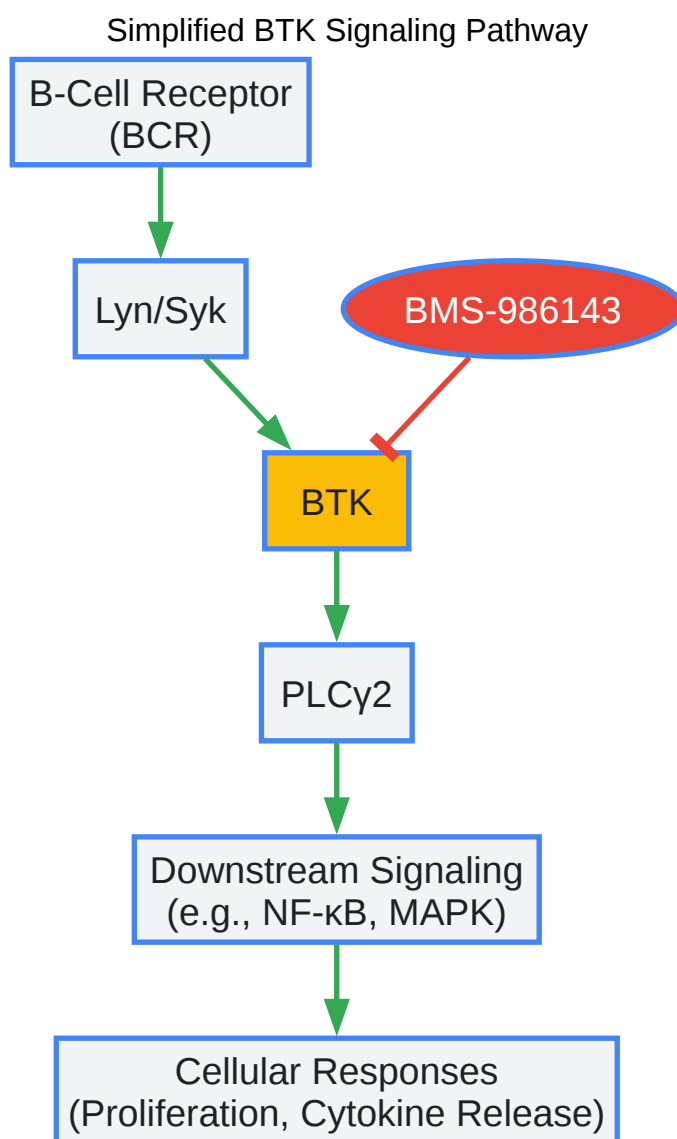 Simplified BTK Signaling Pathway
B-Cell Receptor
(BCR)
Lyn/Syk
BMS-986143
BTK
PLCγ2
Downstream Signaling
(e.g., NF-κB, MAPK)
Cellular Responses
(Proliferation, Cytokine Release)